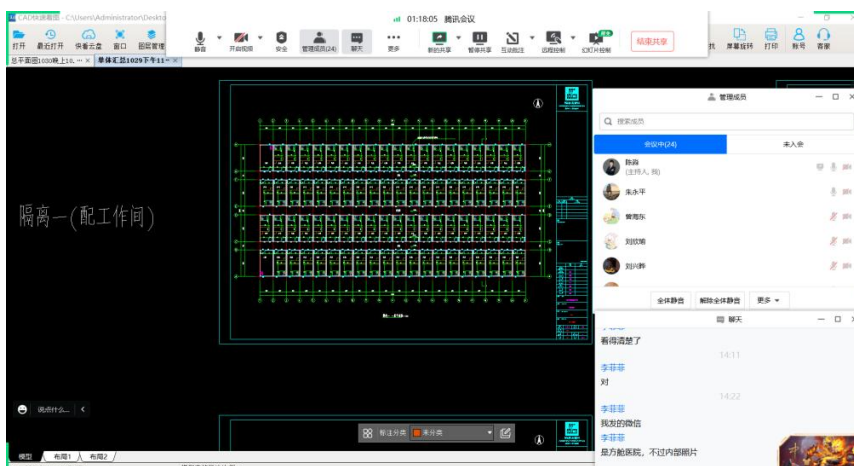 CAD快速看图 - C:\Users\Administrator\Deskto
01:18:05 腾讯会议
打开 最近打开 快看云盘 窗口 图层管理
静音 开启视频 安全 管理成员(24) 聊天 更多 新的共享 暂停共享 互动批注 远程控制 幻灯片控制 结束共享
找 屏幕旋转 打印 账号 客服
总平面图1030晚上10.··· × 单体汇总1029下午11···×
隔离一(配工作间)
管理成员
搜索成员
会议中(24) 未入会
(主持人, 我)
朱永平
曾海东
刘欣瑜
刘兴晔
全体静音 解除全体静音 更多
聊天
看得清楚了
14:11
李菲菲
对
14:22
李菲菲
我发的微信
李菲菲
是方舱医院，不过内部照片
说点什么...
标注分类 未分类
模型 布局1 布局2